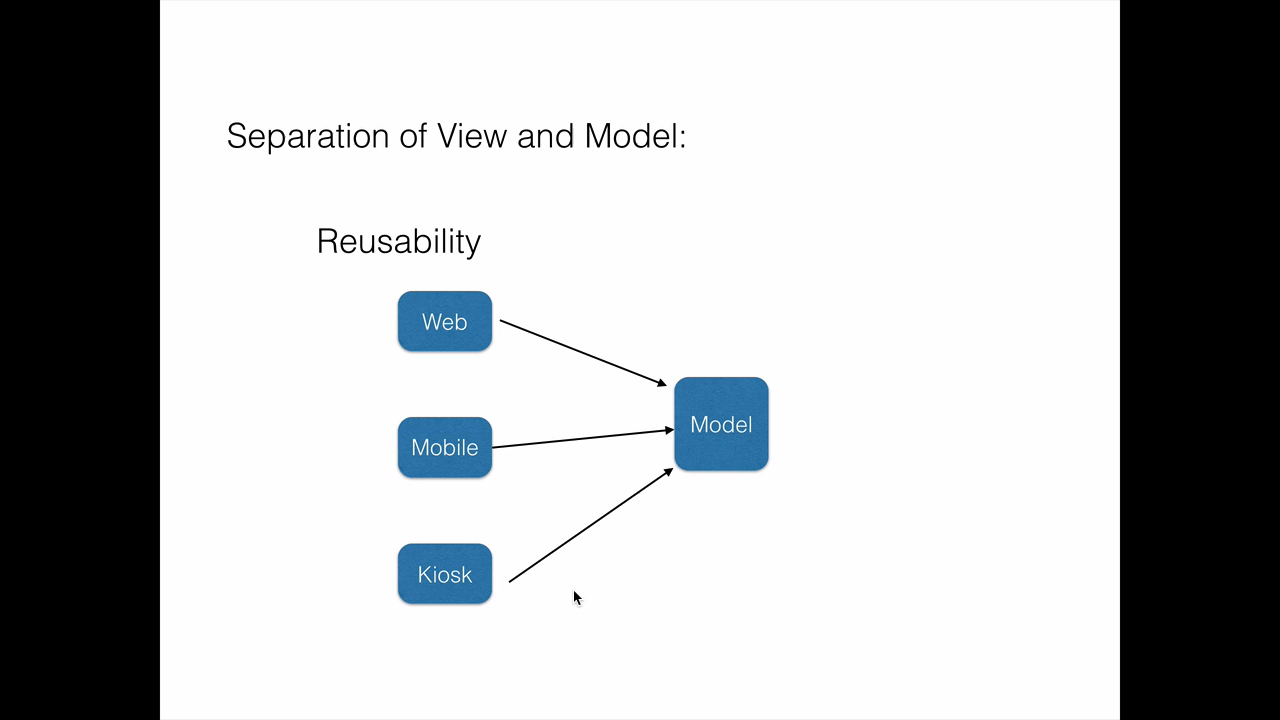 Separation of View and Model:
Reusability
Web
Mobile
Model
Kiosk